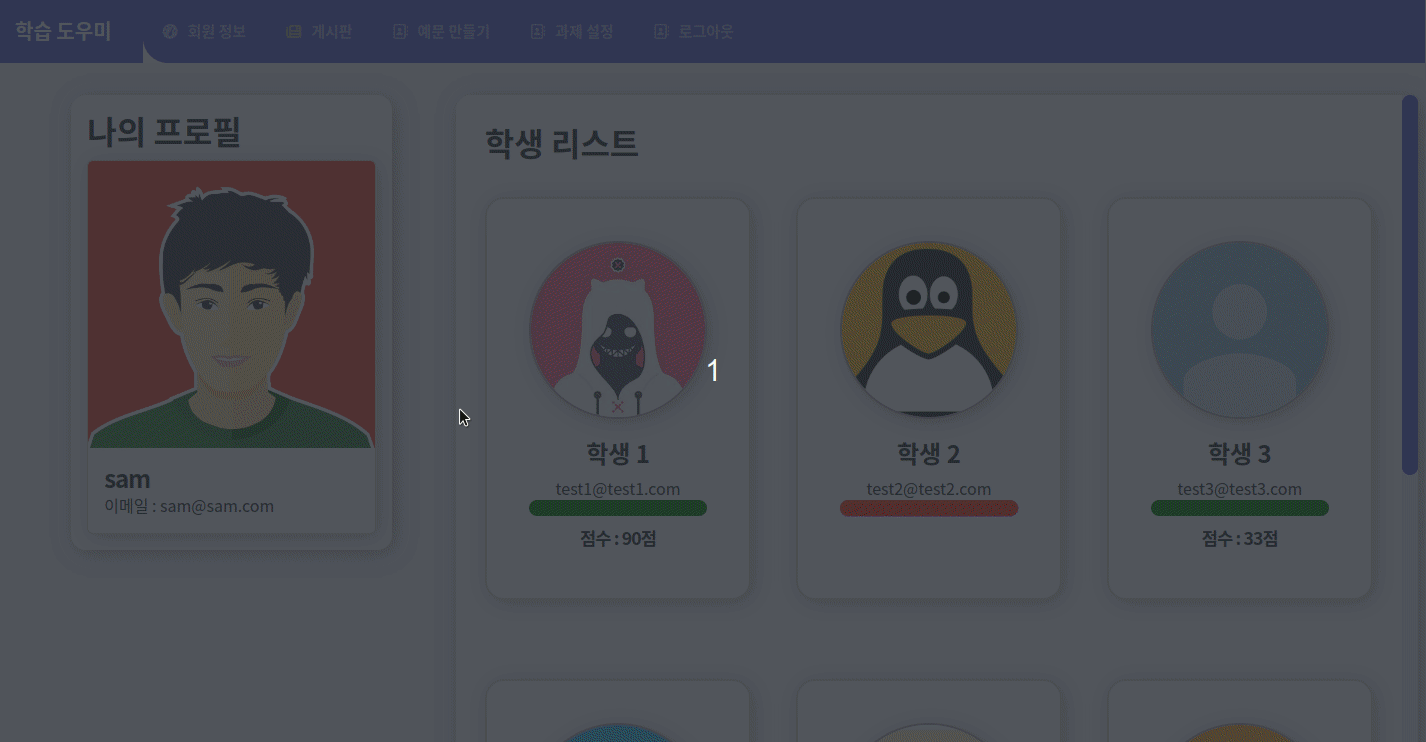 학습 도우미
회원 정보
게시판
예문 만들기
과제 설정
로그아웃
나의 프로필
sam
이메일 : sam@sam.com
학생 리스트
1
학생 1
test1@test1.com
점수 : 90점
학생 2
test2@test2.com
학생 3
test3@test3.com
점수 : 33점